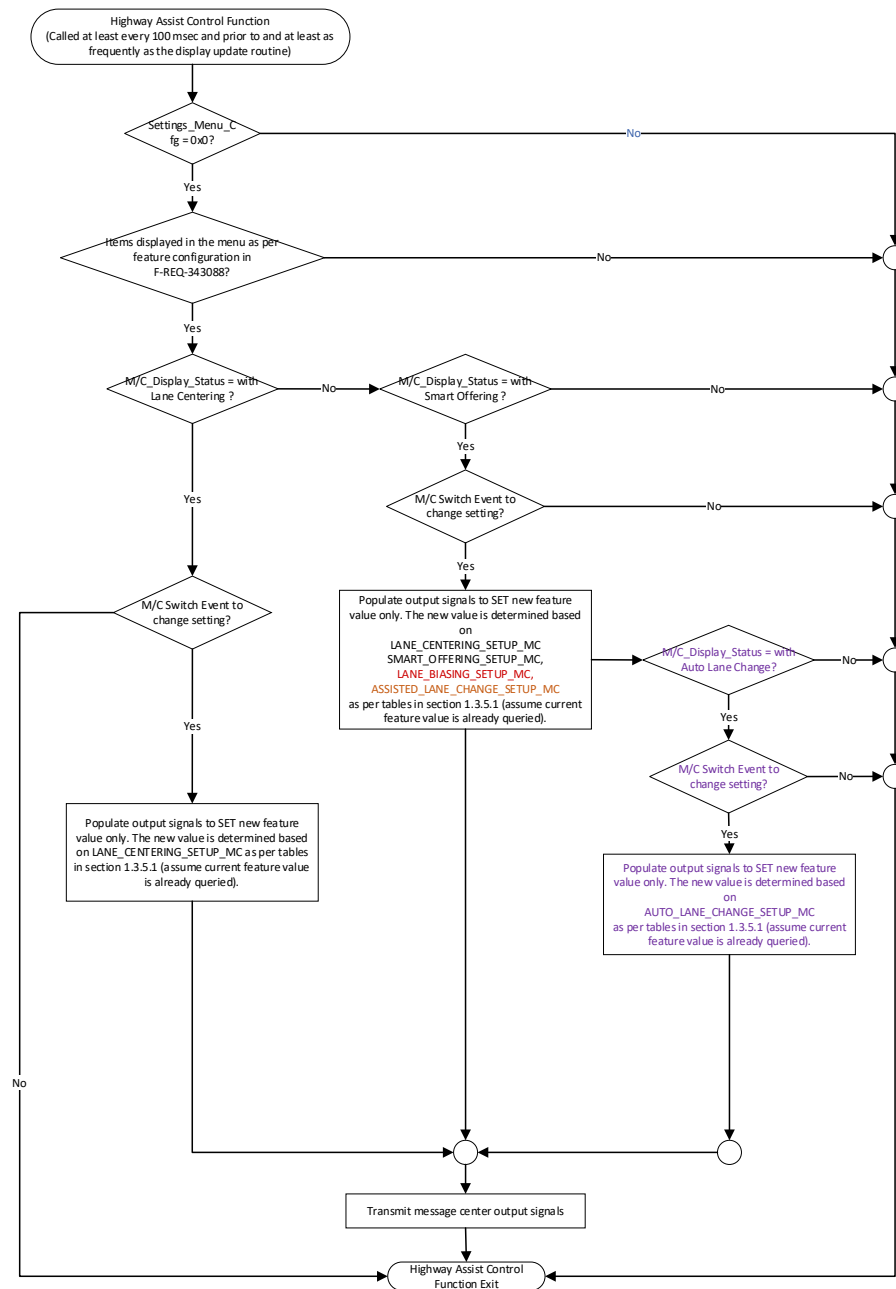 Highway Assist Control Function
(Called at least every 100 msec and prior to and at least as
frequently as the display update routine)
Settings_Menu_C
fg = 0x0?
No
Yes
Items displayed in the menu as per
feature configuration in
F-REQ-343088?
No
Yes
M/C_Display_Status = with
Lane Centering ?
No
M/C_Display_Status = with
Smart Offering ?
No
Yes
Yes
M/C Switch Event to
change setting?
No
Yes
M/C Switch Event to
change setting?
Populate output signals to SET new feature
value only. The new value is determined based
on
LANE_CENTERING_SETUP_MC
SMART_OFFERING_SETUP_MC,
LANE_BIASING_SETUP_MC,
ASSISTED_LANE_CHANGE_SETUP_MC
as per tables in section 1.3.5.1 (assume current
feature value is already queried).
M/C_Display_Status = with
Auto Lane Change?
No
Yes
Yes
M/C Switch Event to
change setting?
No
Yes
Populate output signals to SET new feature
value only. The new value is determined based
on LANE_CENTERING_SETUP_MC as per tables
in section 1.3.5.1 (assume current feature value
is already queried).
Populate output signals to SET new feature
value only. The new value is determined based
on
AUTO_LANE_CHANGE_SETUP_MC
as per tables in section 1.3.5.1 (assume current
feature value is already queried).
No
Transmit message center output signals
Highway Assist Control
Function Exit